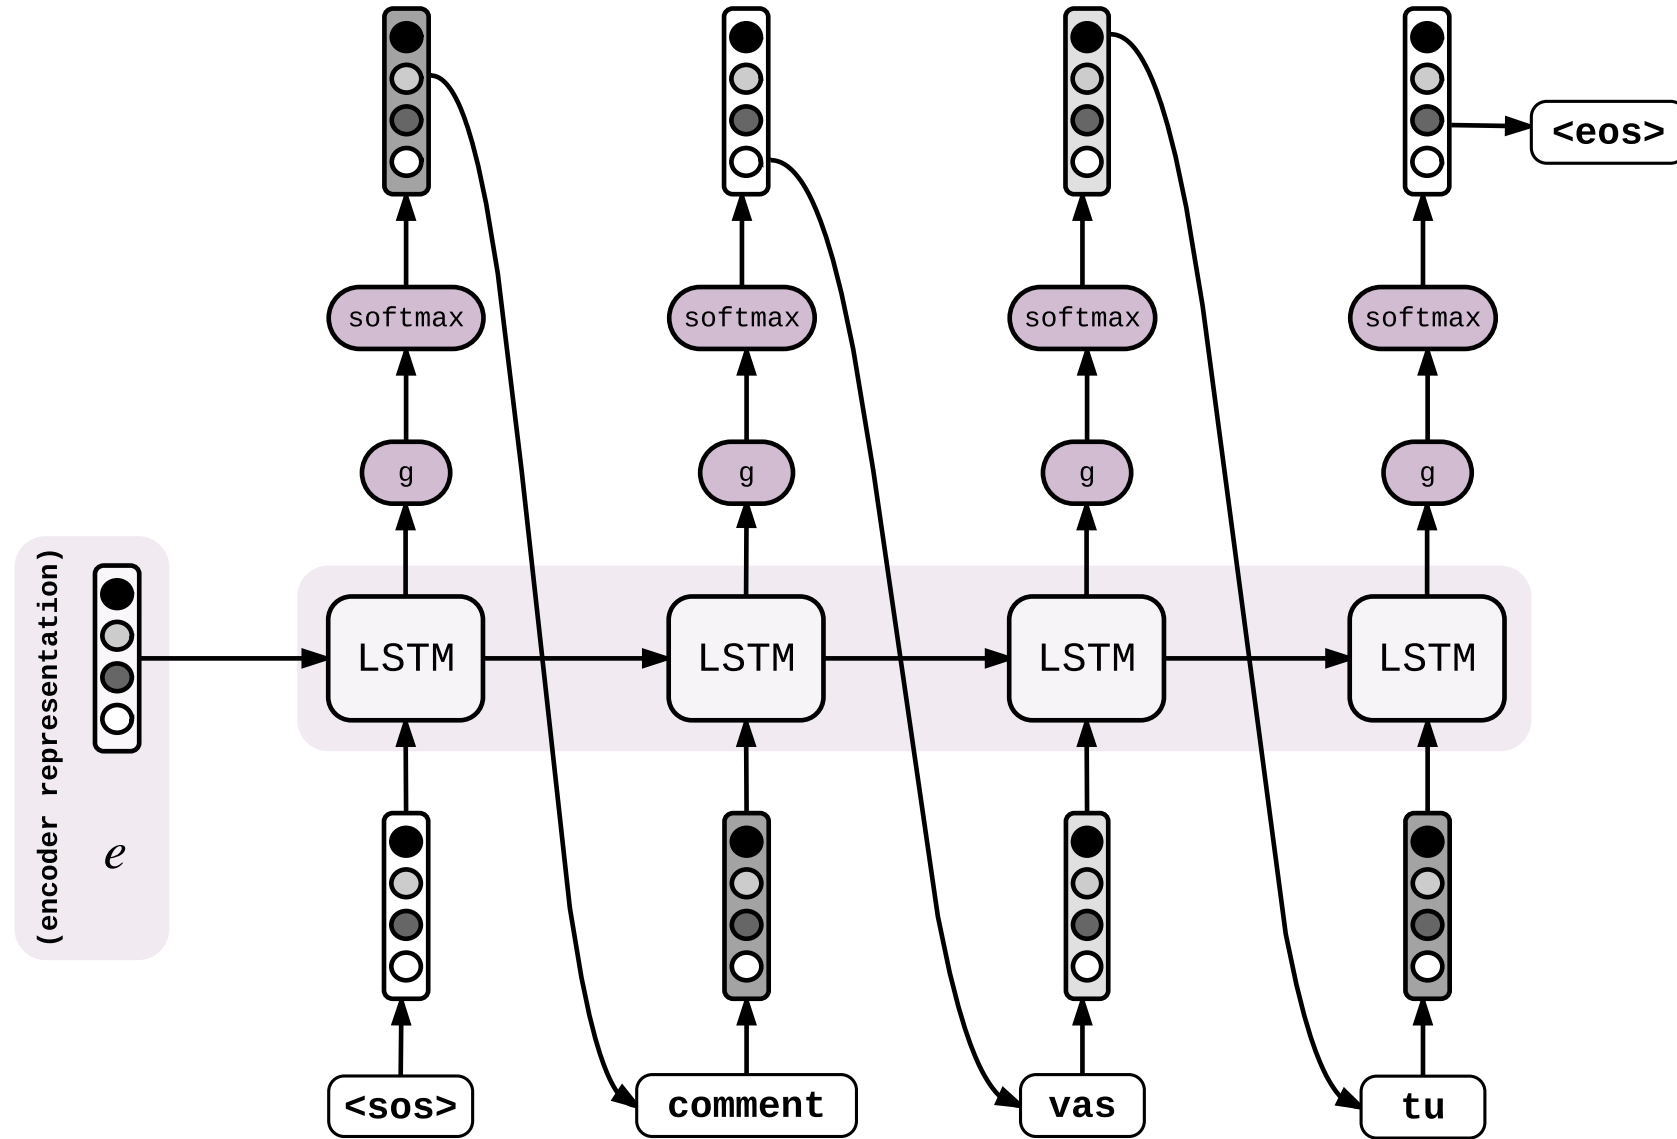 <eos>
softmax softmax softmax softmax
g g g g
(encoder representation)
LSTM LSTM LSTM LSTM
e
<sos> comment vas tu